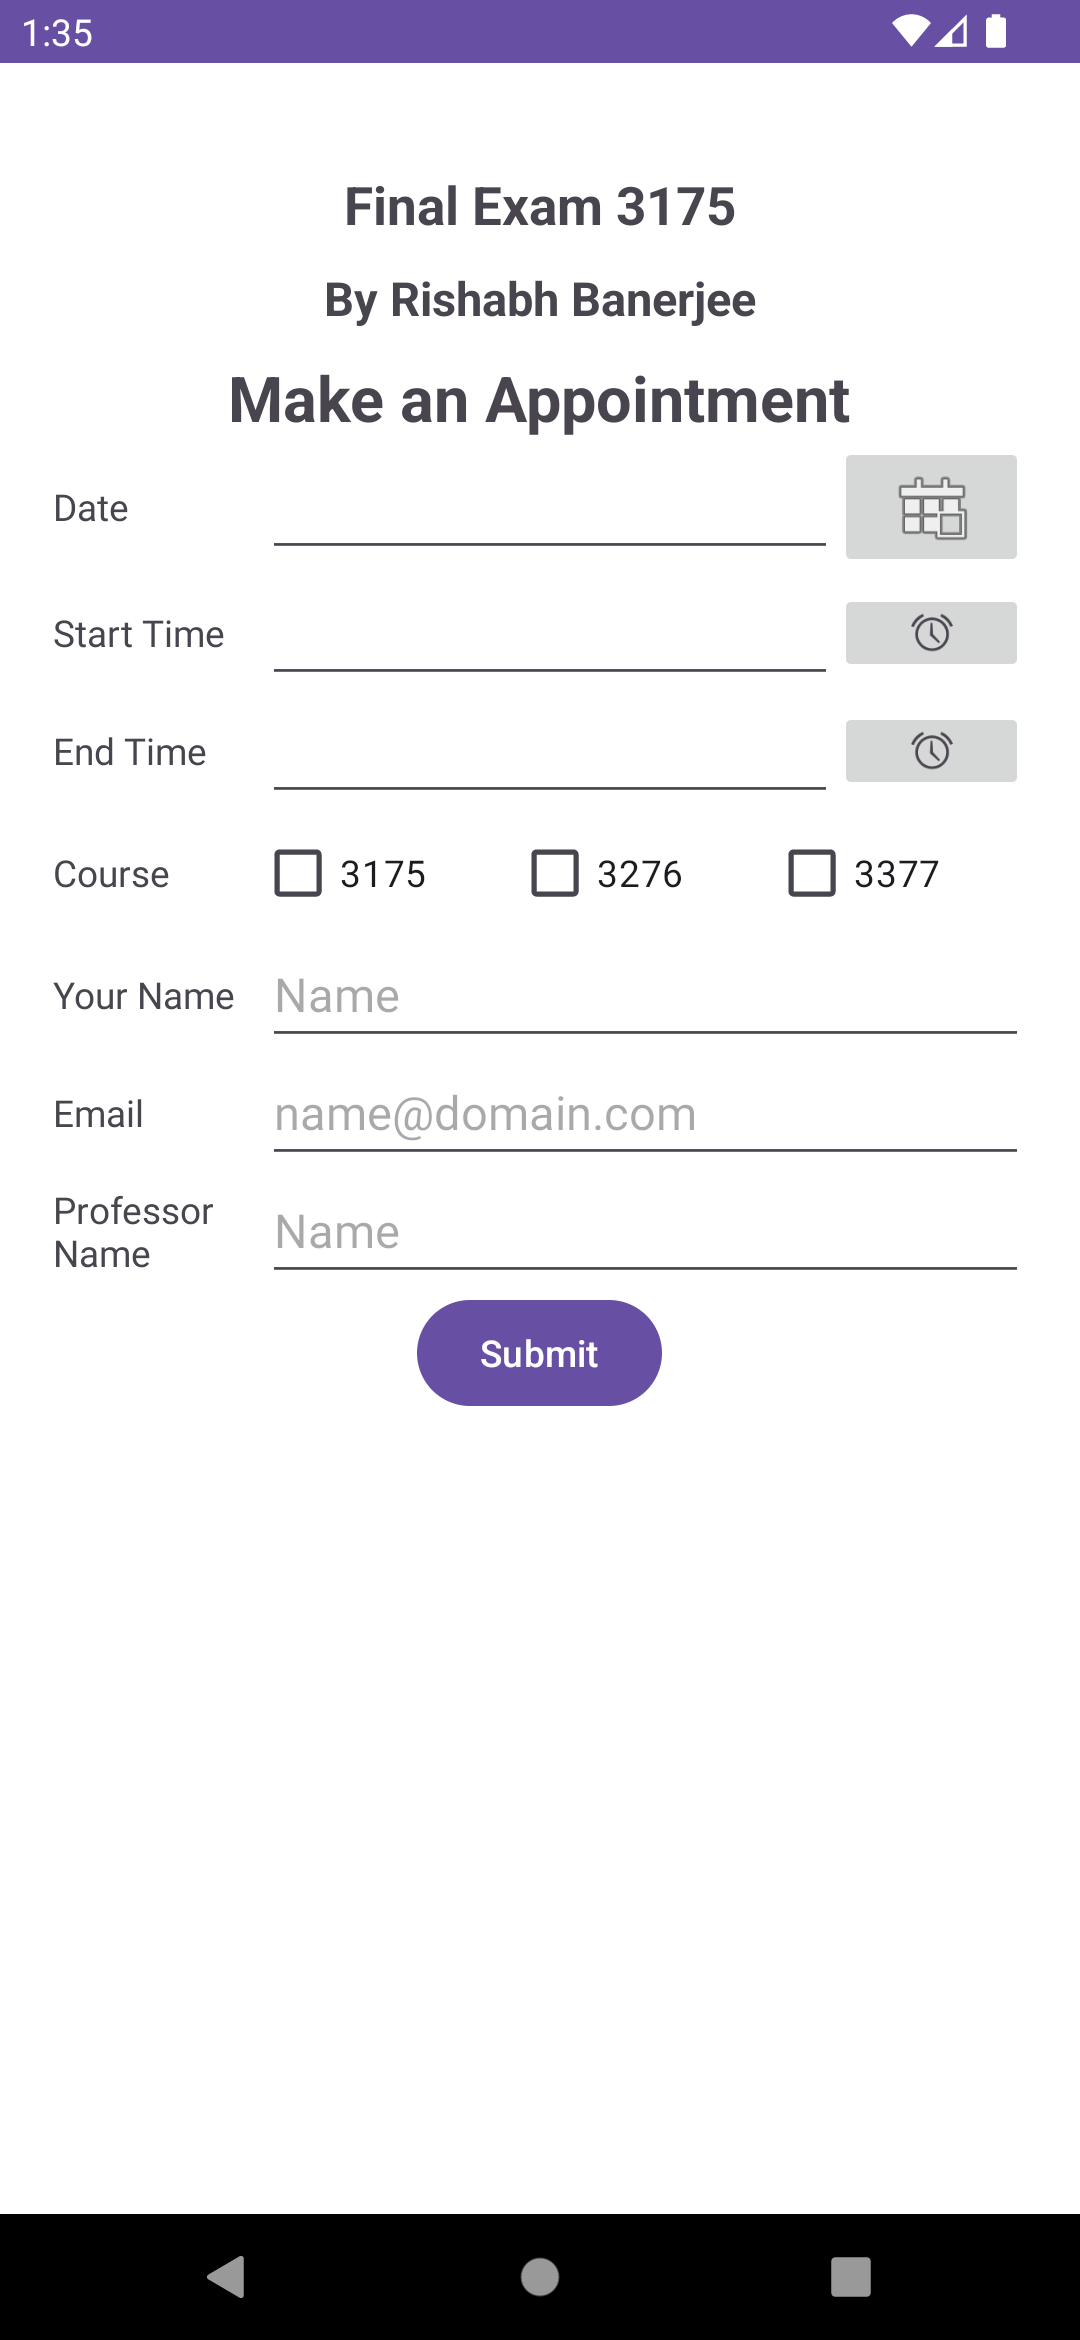 1:35
Final Exam 3175
By Rishabh Banerjee
Make an Appointment
Date
Start Time
End Time
Course 3175 3276 3377
Your Name Name
Email name@domain.com
Professor
Name
Name
Submit